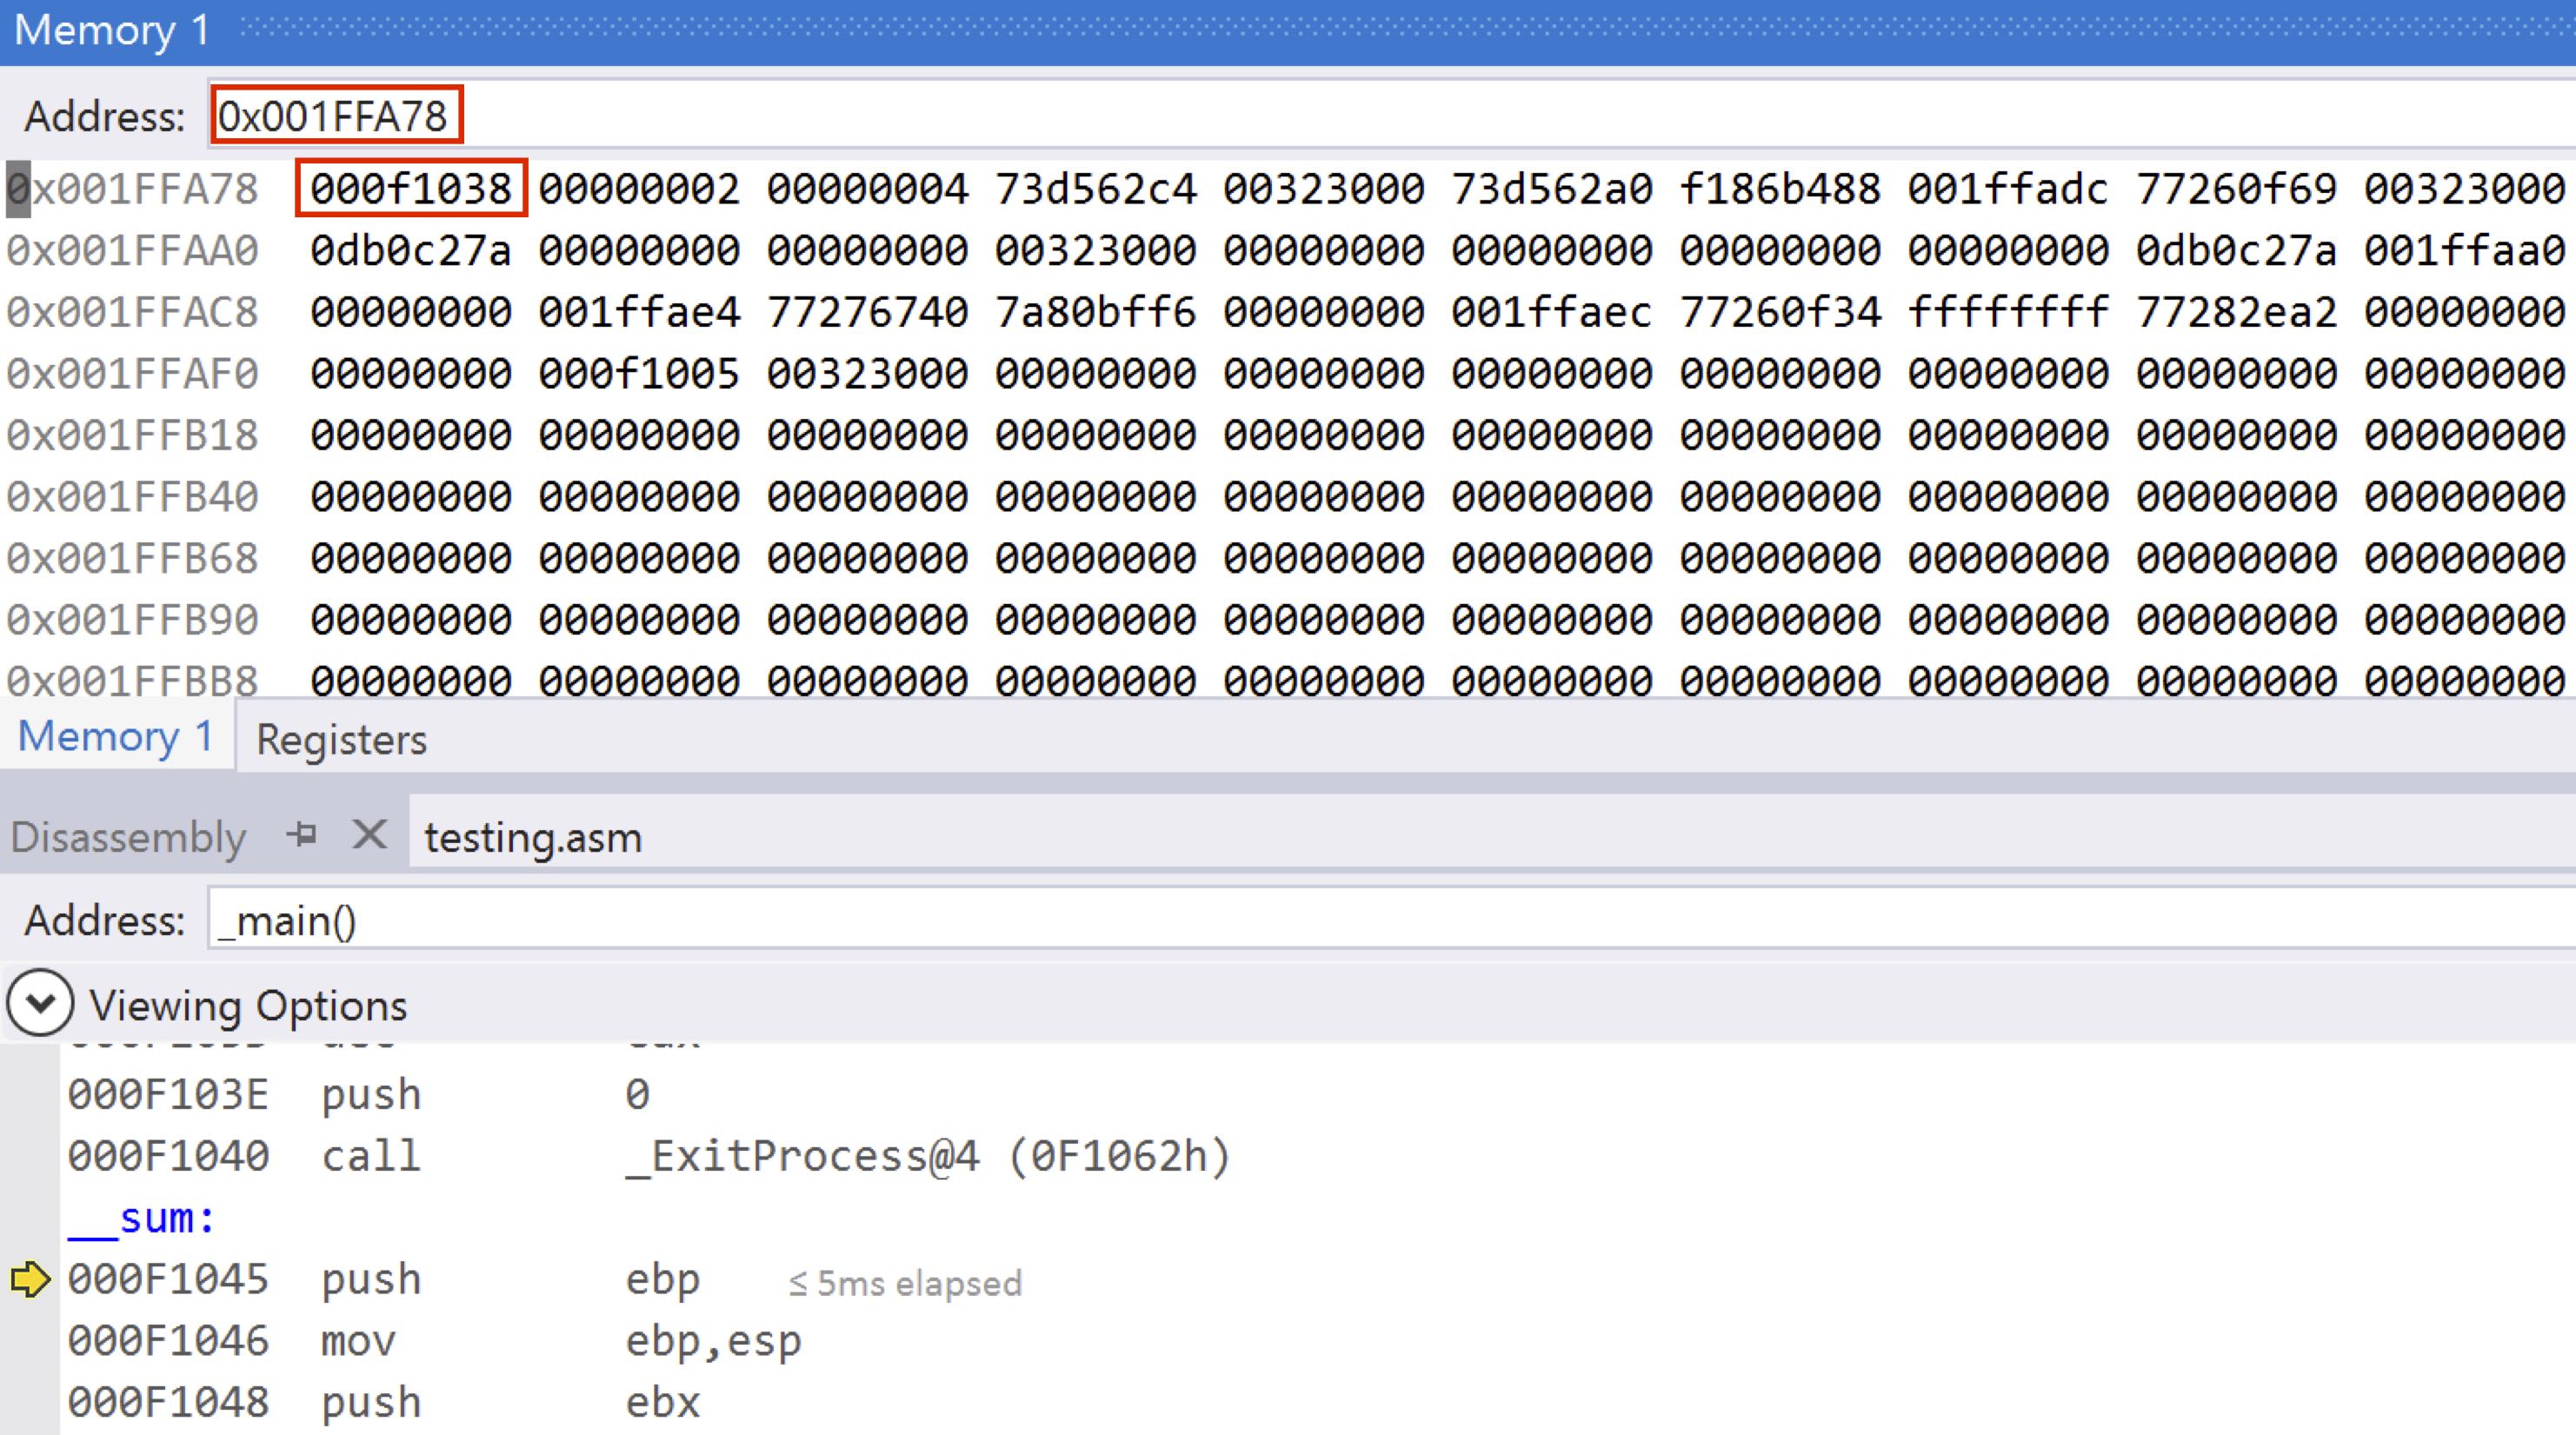 Memory 1
Address: 0x001FFA78
0x001FFA78 000f1038 00000002 00000004 73d562c4 00323000 73d562a0 f186b488 001ffadc 77260f69 00323000
0x001FFAA0 0db0c27a 00000000 00000000 00323000 00000000 00000000 00000000 00000000 0db0c27a 001ffaa0
0x001FFAC8 00000000 001ffae4 77276740 7a80bff6 00000000 001ffaec 77260f34 ffffffff 77282ea2 00000000
0x001FFAF0 00000000 000f1005 00323000 00000000 00000000 00000000 00000000 00000000 00000000 00000000
0x001FFB18 00000000 00000000 00000000 00000000 00000000 00000000 00000000 00000000 00000000 00000000
0x001FFB40 00000000 00000000 00000000 00000000 00000000 00000000 00000000 00000000 00000000 00000000
0x001FFB68 00000000 00000000 00000000 00000000 00000000 00000000 00000000 00000000 00000000 00000000
0x001FFB90 00000000 00000000 00000000 00000000 00000000 00000000 00000000 00000000 00000000 00000000
0x001FFBB8 00000000 00000000 00000000 00000000 00000000 00000000 00000000 00000000 00000000 00000000
Memory 1 Registers
Disassembly testing.asm
Address: _main()
Viewing Options
000F103E push 0
000F1040 call _ExitProcess@4 (0F1062h)
__sum:
000F1045 push ebp ≤ 5ms elapsed
000F1046 mov ebp,esp
000F1048 push ebx